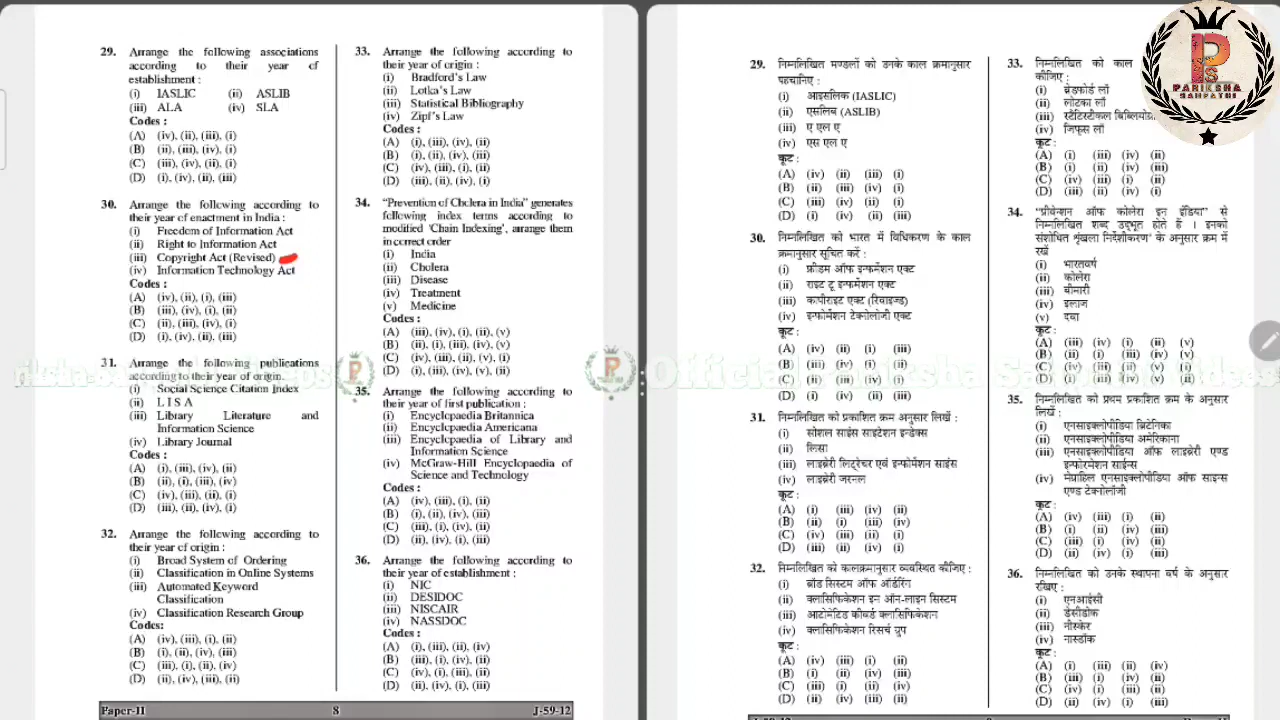 29. Arrange the following associations
according to their year of
establishment :
(i) IASLIC (ii) ASLIB
(iii) ALA (iv) SLA
Codes :
(A) (iv), (ii), (iii), (i)
(B) (ii), (iii), (iv), (i)
(C) (iii), (iv), (ii), (i)
(D) (i), (iv), (ii), (iii)
30. Arrange the following according to
their year of enactment in India :
(i) Freedom of Information Act
(ii) Right to Information Act
(iii) Copyright Act (Revised)
(iv) Information Technology Act
Codes :
(A) (iv), (ii), (i), (iii)
(B) (iii), (iv), (i), (ii)
(C) (ii), (iii), (iv), (i)
(D) (i), (iv), (ii), (iii)
31. Arrange the following publications
according to their year of origin.
(i) Social Science Citation Index
(ii) L I S A
(iii) Library Literature and
Information Science
(iv) Library Journal
Codes :
(A) (i), (iii), (iv), (ii)
(B) (ii), (i), (iii), (iv)
(C) (iv), (iii), (ii), (i)
(D) (iii), (ii), (iv), (i)
32. Arrange the following according to
their year of origin :
(i) Broad System of Ordering
(ii) Classification in Online Systems
(iii) Automated Keyword
Classification
(iv) Classification Research Group
Codes:
(A) (iv), (iii), (i), (ii)
(B) (i), (ii), (iv), (iii)
(C) (iii), (i), (ii), (iv)
(D) (ii), (iv), (iii), (ii)
33. Arrange the following according to
their year of origin :
(i) Bradford's Law
(ii) Lotka's Law
(iii) Statistical Bibliography
(iv) Zipf's Law
Codes :
(A) (i), (iii), (iv), (ii)
(B) (i), (ii), (iv), (iii)
(C) (iv), (iii), (i), (ii)
(D) (iii), (ii), (iv), (i)
34. "Prevention of Cholera in India" generates
following index terms according to
modified 'Chain Indexing', arrange them
in correct order
(i) India
(ii) Cholera
(iii) Disease
(iv) Treatment
(v) Medicine
Codes :
(A) (iii), (iv), (i), (ii), (v)
(B) (ii), (i), (iii), (iv), (v)
(C) (iv), (iii), (ii), (v), (i)
(D) (i), (iii), (iv), (v), (ii)
35. Arrange the following according to
their year of first publication :
(i) Encyclopaedia Britannica
(ii) Encyclopaedia Americana
(iii) Encyclopaedia of Library and
Information Science
(iv) McGraw-Hill Encyclopaedia of
Science and Technology
Codes :
(A) (iv), (iii), (i), (ii)
(B) (i), (ii), (iv), (iii)
(C) (iii), (i), (iv), (ii)
(D) (ii), (iv), (i), (iii)
36. Arrange the following according to
their year of establishment :
(i) NIC
(ii) DESIDOC
(iii) NISCAIR
(iv) NASSDOC
Codes :
(A) (i), (iii), (ii), (iv)
(B) (iii), (i), (iv), (ii)
(C) (iv), (i), (iii), (ii)
(D) (ii), (iv), (i), (iii)
Paper-II 8 J-59-12
29. निम्नलिखित मण्डलों को उनके काल क्रमानुसार
पहचानिए :
(i) आइसलिक (IASLIC)
(ii) एसलिब (ASLIB)
(iii) ए एल ए
(iv) एस एल ए
कूट :
(A) (iv) (ii) (iii) (i)
(B) (ii) (iii) (iv) (i)
(C) (iii) (iv) (ii) (i)
(D) (i) (iv) (ii) (iii)
30. निम्नलिखित को भारत में विधिकरण के काल
क्रमानुसार सूचित करें :
(i) फ्रीडम ऑफ इन्फर्मेशन एक्ट
(ii) राइट टू इन्फर्मेशन एक्ट
(iii) कापीराइट एक्ट (रिवाइज्ड)
(iv) इन्फोर्मेशन टेक्नोलोजी एक्ट
कूट :
(A) (iv) (ii) (i) (iii)
(B) (iii) (iv) (i) (ii)
(C) (ii) (iii) (iv) (i)
(D) (i) (iv) (ii) (iii)
31. निम्नलिखित को प्रकाशित क्रम अनुसार लिखें :
(i) सोशल साईंस साइटेशन इन्डेक्स
(ii) लिसा
(iii) लाइब्रेरी लिट्रेचर एवं इन्फोर्मेशन साइंस
(iv) लाइब्रेरी जरनल
कूट :
(A) (i) (iii) (iv) (ii)
(B) (ii) (i) (iii) (iv)
(C) (iv) (iii) (ii) (i)
(D) (iii) (ii) (iv) (i)
32. निम्नलिखित को कालक्रमानुसार व्यवस्थित कीजिए :
(i) ब्रॉड सिस्टम ऑफ ऑर्डरिंग
(ii) क्लासिफिकेशन इन ऑन-लाइन सिस्टम
(iii) आटोमेटिड कीवर्ड क्लासिफिकेशन
(iv) क्लासिफिकेशन रिसर्च ग्रुप
कूट :
(A) (iv) (iii) (i) (ii)
(B) (i) (ii) (iv) (iii)
(C) (iii) (i) (ii) (iv)
(D) (ii) (iv) (iii) (ii)
33. निम्नलिखित को काल
कीजिए :
(i) ब्रेडफोर्ड लॉ
(ii) लोटका लॉ
(iii) स्टेटिस्टीकल
(iv) जिफ्स लॉ
कूट :
(A) (i) (iii) (iv) (ii)
(B) (i) (ii) (iv) (iii)
(C) (iv) (iii) (i) (ii)
(D) (iii) (ii) (iv) (i)
34. "प्रीवेन्शन ऑफ कोलेरा इन इंडिया" से
निम्नलिखित शब्द उद्भूत होते हैं । इनको
संशोधित 'शृंखला निर्देशीकरण' के अनुसार क्रम में
रखें
(i) भारतवर्ष
(ii) कोलेरा
(iii) बीमारी
(iv) इलाज
(v) दवा
कूट :
(A) (iii) (iv) (i) (ii) (v)
(B) (ii) (i) (iii) (iv) (v)
(C) (iv) (iii) (ii) (v) (i)
(D) (i) (iii) (iv) (v) (ii)
35. निम्नलिखित को प्रथम प्रकाशित क्रम के अनुसार
लिखें :
(i) एनसाइक्लोपीडिया ब्रिटेनिका
(ii) एनसाइक्लोपीडिया अमेरिकाना
(iii) एनसाइक्लोपीडिया ऑफ लाइब्रेरी एण्ड
इन्फोरमेशन साईन्स
(iv) मेग्राहिल एनसाइक्लोपीडिया ऑफ साइन्स
एण्ड टेक्नोलॉजी
कूट :
(A) (iv) (iii) (i) (ii)
(B) (i) (ii) (iv) (iii)
(C) (iii) (i) (iv) (ii)
(D) (ii) (iv) (i) (iii)
36. निम्नलिखित को उनके स्थापना वर्ष के अनुसार
रखिए :
(i) एनआईसी
(ii) डेसीडोक
(iii) नीस्केर
(iv) नास्डॉक
कूट :
(A) (i) (iii) (ii) (iv)
(B) (iii) (i) (iv) (ii)
(C) (iv) (i) (iii) (ii)
(D) (ii) (iv) (i) (iii)
PARIKSHA
SARPATHI